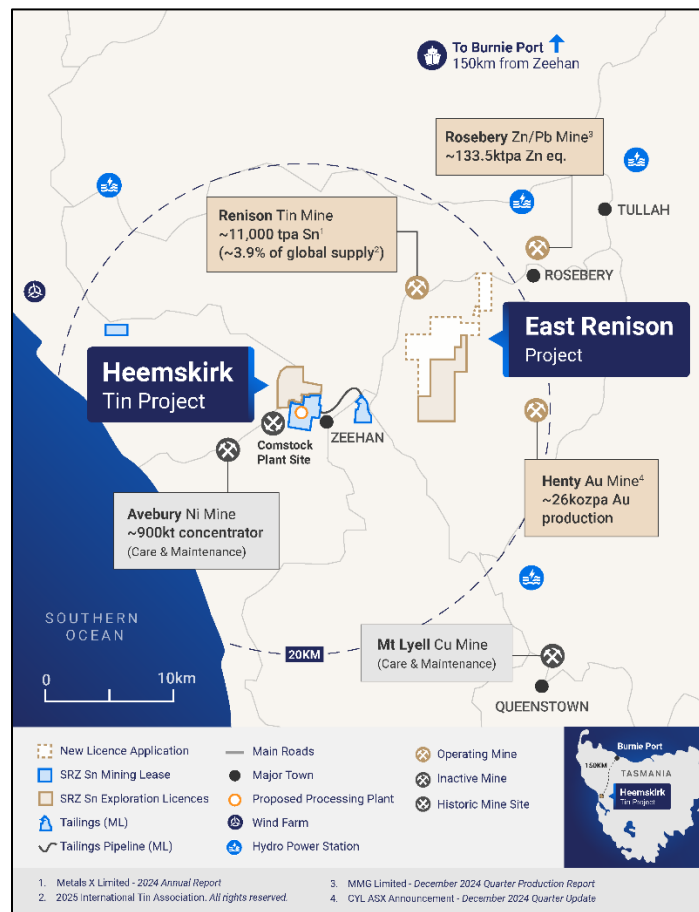 To Burnie Port
150km from Zeehan
Rosebery Zn/Pb Mine³
~133.5ktpa Zn eq.
TULLAH
Renison Tin Mine
~11,000 tpa Sn¹
(~3.9% of global supply²)
ROSEBERY
East Renison
Project
Heemskirk
Tin Project
Comstock
Plant Site
ZEEHAN
Henty Au Mine⁴
~26kozpa Au
production
Avebury Ni Mine
~900kt concentrator
(Care & Maintenance)
SOUTHERN
OCEAN
20KM
Mt Lyell Cu Mine
(Care & Maintenance)
0 10km
QUEENSTOWN
New Licence Application
SRZ Sn Mining Lease
SRZ Sn Exploration Licences
Tailings (ML)
Tailings Pipeline (ML)
Main Roads
Major Town
Proposed Processing Plant
Wind Farm
Hydro Power Station
Operating Mine
Inactive Mine
Historic Mine Site
Burnie Port
150KM
TASMANIA
Heemskirk
Tin Project
1. Metals X Limited - 2024 Annual Report
2. 2025 International Tin Association. All rights reserved.
3. MMG Limited - December 2024 Quarter Production Report
4. CYL ASX Announcement - December 2024 Quarter Update